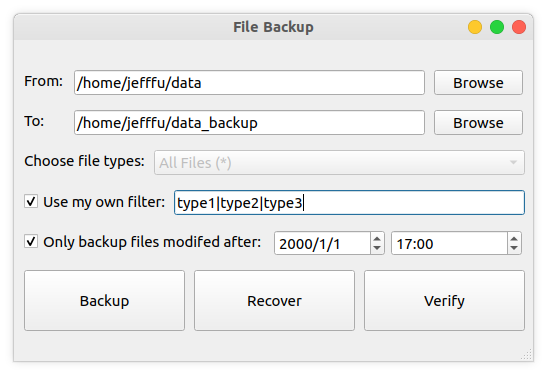 File Backup
From: /home/jefffu/data Browse
To: /home/jefffu/data_backup Browse
Choose file types: All Files (*)
Use my own filter: type1|type2|type3
Only backup files modifed after: 2000/1/1 17:00
Backup Recover Verify